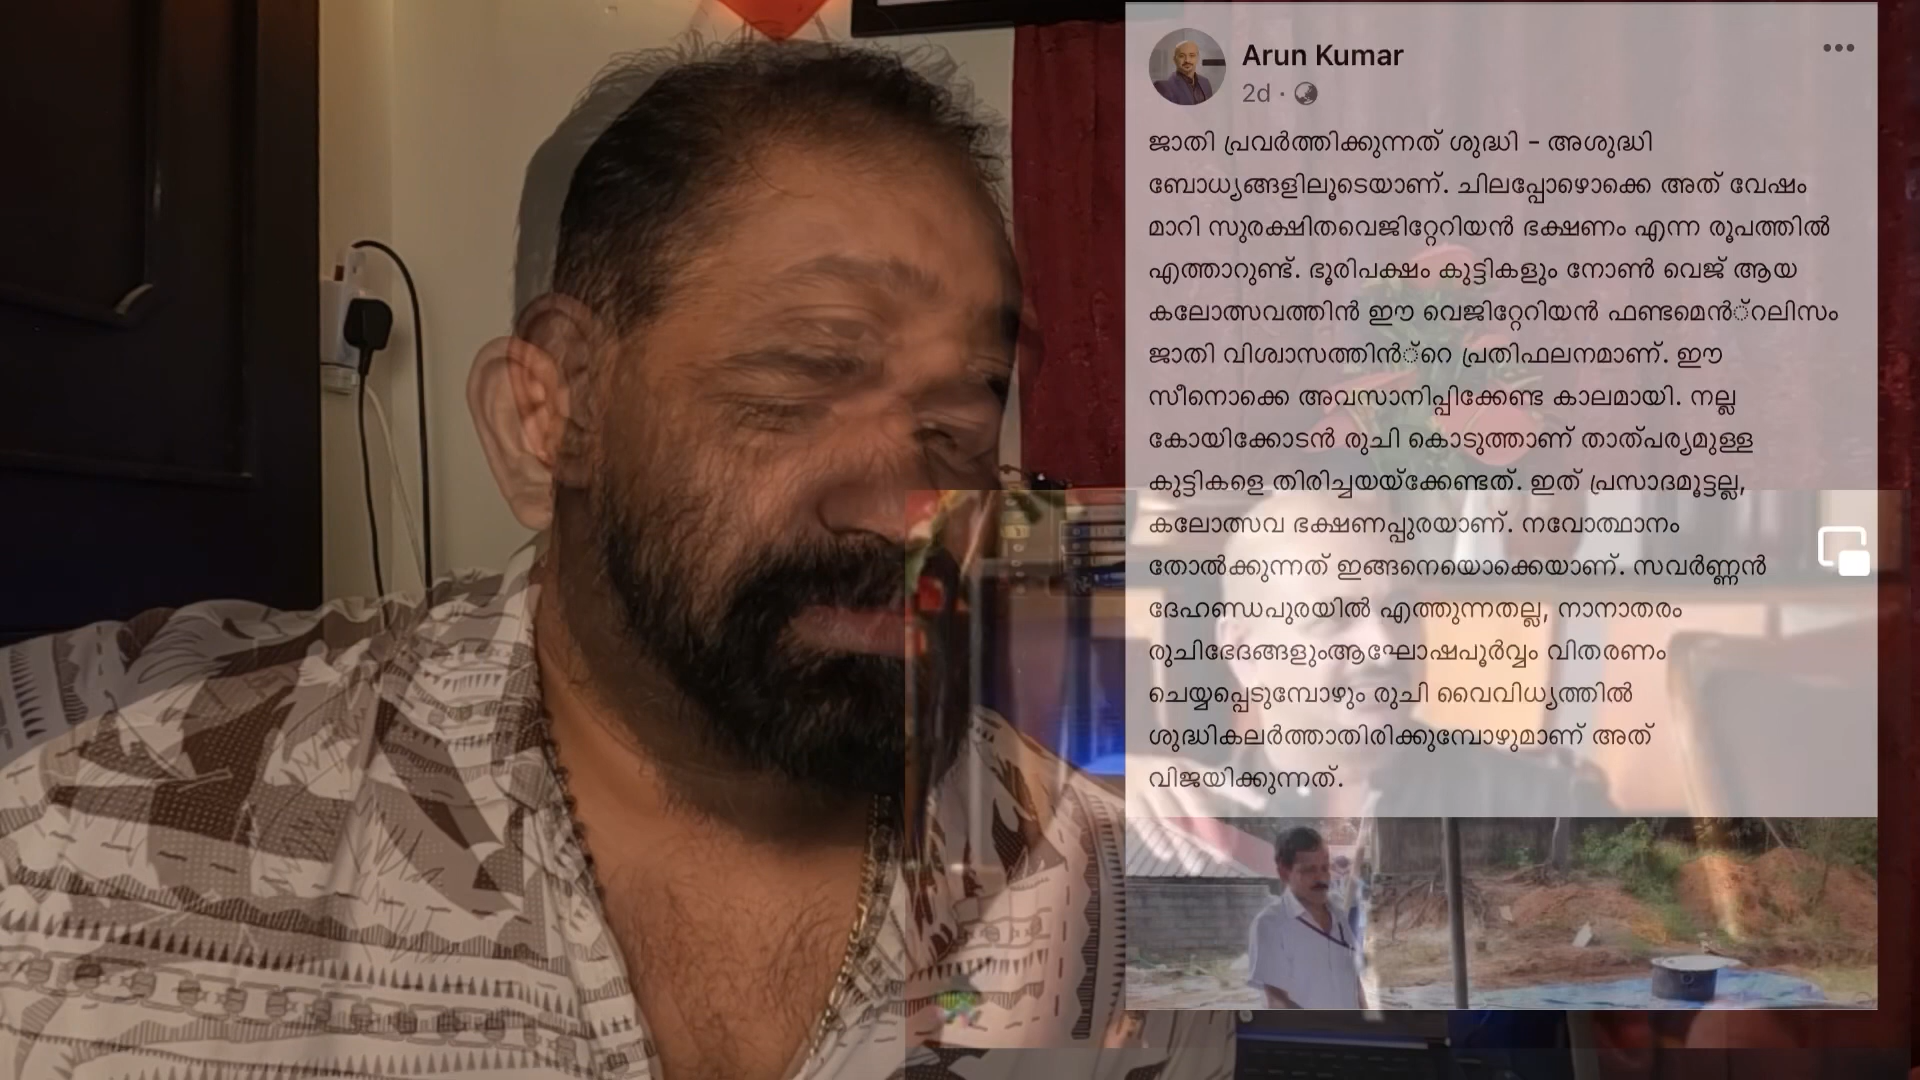 Arun Kumar
2d ·
ജാതി പ്രവർത്തിക്കുന്നത് ശുദ്ധി - അശുദ്ധി
ബോധ്യങ്ങളിലൂടെയാണ്. ചിലപ്പോഴൊക്കെ അത് വേഷം
മാറി സുരക്ഷിതവെജിറ്റേറിയൻ ഭക്ഷണം എന്ന രൂപത്തിൽ
എത്താറുണ്ട്. ഭൂരിപക്ഷം കുട്ടികളും നോൺ വെജ് ആയ
കലോത്സവത്തിൻ ഈ വെജിറ്റേറിയൻ ഫണ്ടമെൻ്റലിസം
ജാതി വിശ്വാസത്തിൻ്റെ പ്രതിഫലനമാണ്. ഈ
സീനൊക്കെ അവസാനിപ്പിക്കേണ്ട കാലമായി. നല്ല
കോയിക്കോടൻ രുചി കൊടുത്താണ് താത്പര്യമുള്ള
കുട്ടികളെ തിരിച്ചയയ്ക്കേണ്ടത്. ഇത് പ്രസാദമൂട്ടല്ല,
കലോത്സവ ഭക്ഷണപ്പുരയാണ്. നവോത്ഥാനം
തോൽക്കുന്നത് ഇങ്ങനെയൊക്കെയാണ്. സവർണ്ണൻ
ദേഹണ്ഡപുരയിൽ എത്തുന്നതല്ല, നാനാതരം
രുചിഭേദങ്ങളുംആഘോഷപൂർവ്വം വിതരണം
ചെയ്യപ്പെടുമ്പോഴും രുചി വൈവിധ്യത്തിൽ
ശുദ്ധികലർത്താതിരിക്കുമ്പോഴുമാണ് അത്
വിജയിക്കുന്നത്.